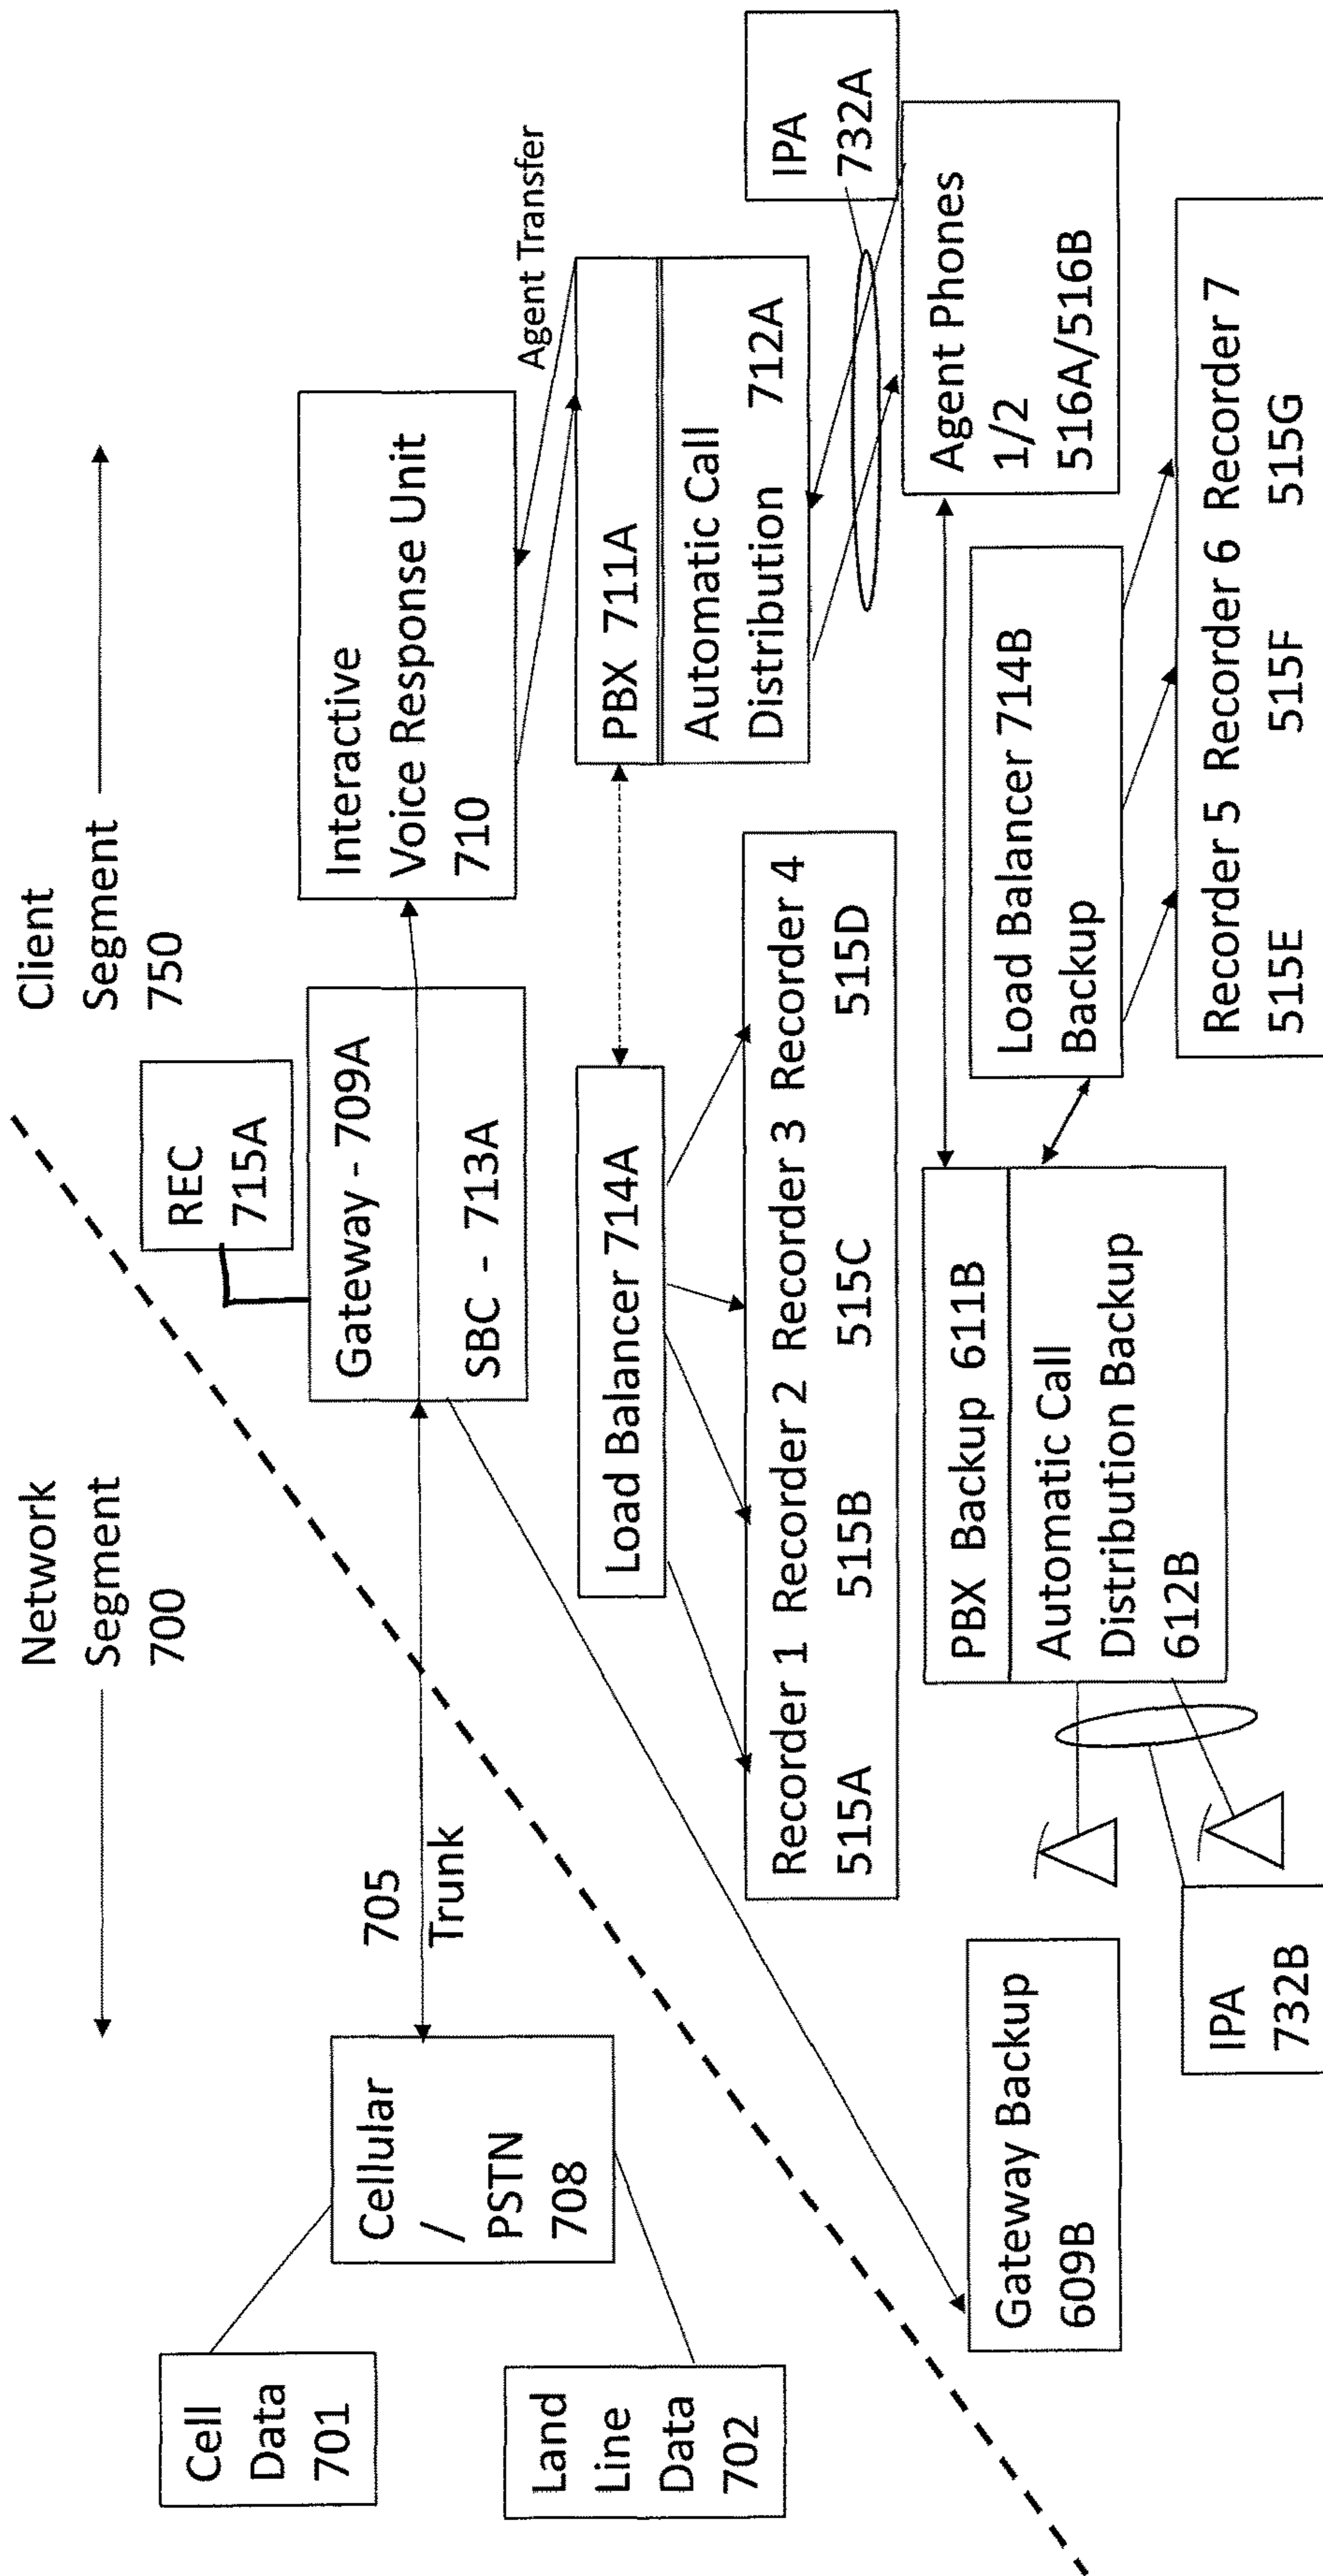 Network
Segment
700
Client
Segment
750
Cell
Data
701
Land
Line
Data
702
Cellular
/
PSTN
708
705
Trunk
REC
715A
Gateway - 709A
SBC - 713A
Interactive
Voice Response Unit
710
Agent Transfer
PBX 711A
Automatic Call
Distribution 712A
Load Balancer 714A
Recorder 1 Recorder 2 Recorder 3 Recorder 4
515A 515B 515C 515D
IPA
732A
Agent Phones
1/2
516A/516B
Gateway Backup
609B
PBX Backup 611B
Automatic Call
Distribution Backup
612B
IPA
732B
Load Balancer 714B
Backup
Recorder 5 Recorder 6 Recorder 7
515E 515F 515G